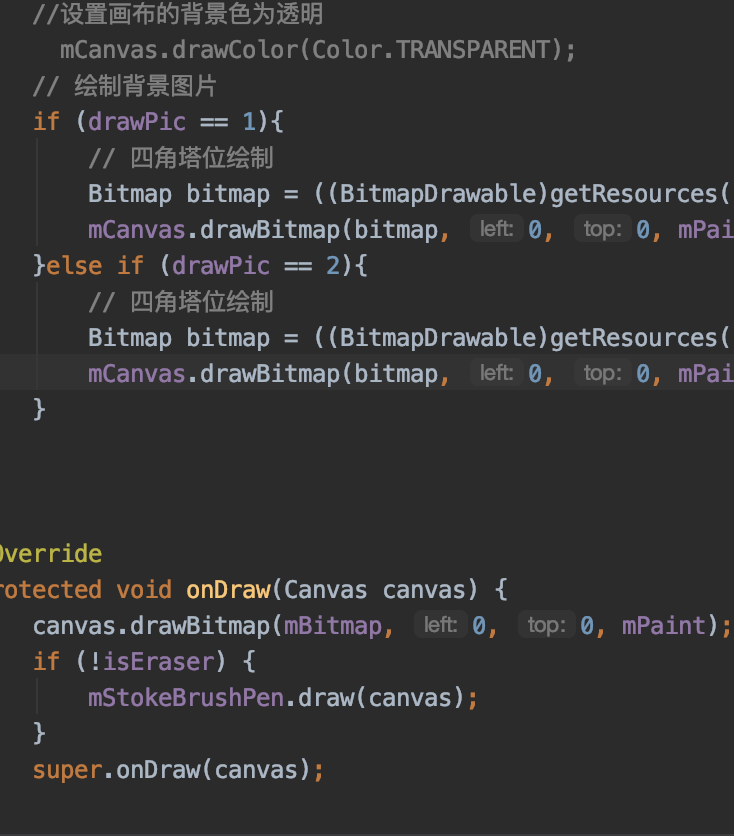 //设置画布的背景色为透明
mCanvas.drawColor(Color.TRANSPARENT);
// 绘制背景图片
if (drawPic == 1){
// 四角塔位绘制
Bitmap bitmap = ((BitmapDrawable)getResources(
mCanvas.drawBitmap(bitmap, left: 0, top: 0, mPai
}else if (drawPic == 2){
// 四角塔位绘制
Bitmap bitmap = ((BitmapDrawable)getResources(
mCanvas.drawBitmap(bitmap, left: 0, top: 0, mPai
}
Override
rotected void onDraw(Canvas canvas) {
canvas.drawBitmap(mBitmap, left: 0, top: 0, mPaint);
if (!isEraser) {
mStokeBrushPen.draw(canvas);
}
super.onDraw(canvas);